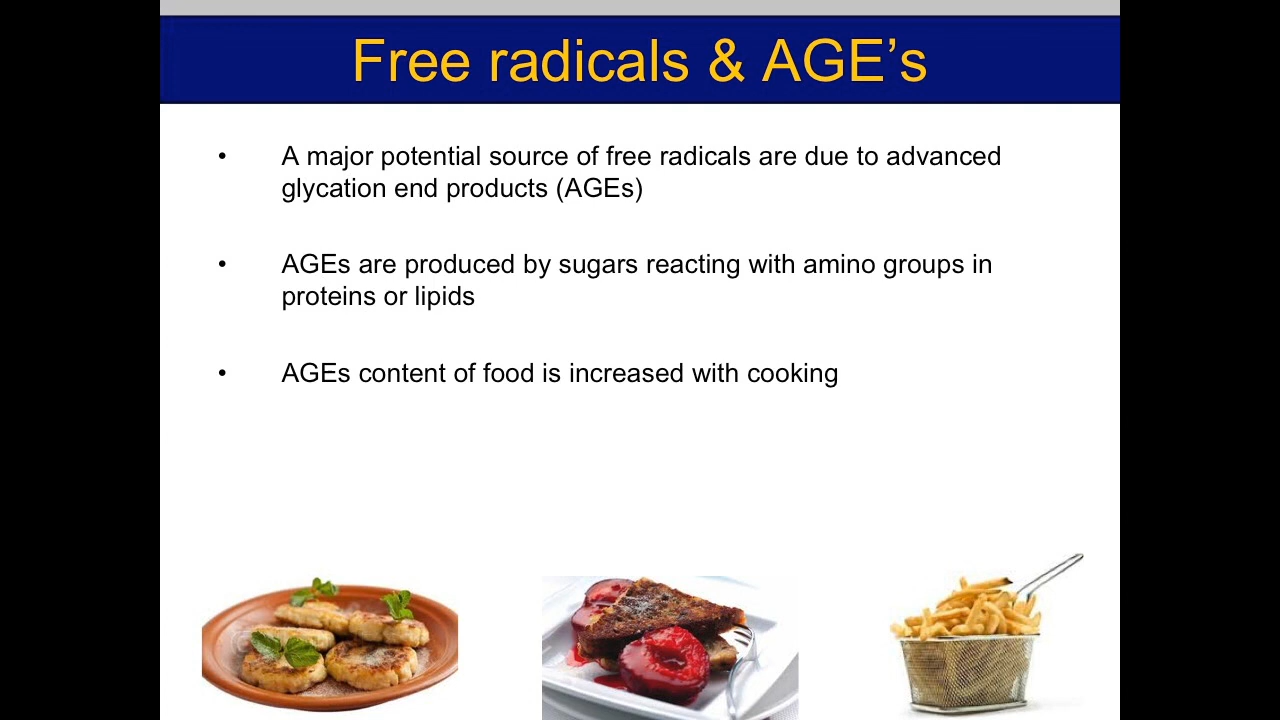 Free radicals & AGE’s
• A major potential source of free radicals are due to advanced
glycation end products (AGEs)
• AGEs are produced by sugars reacting with amino groups in
proteins or lipids
• AGEs content of food is increased with cooking